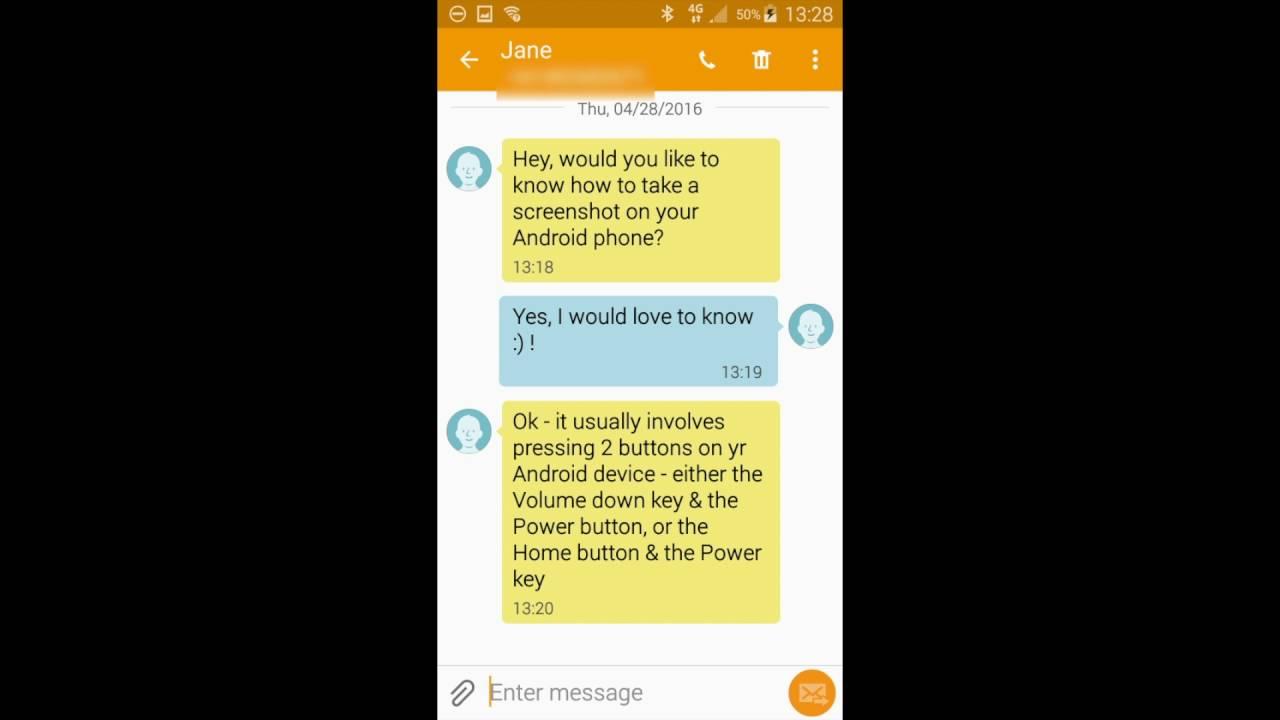 4G
50%
13:28
Jane
Thu, 04/28/2016
Hey, would you like to
know how to take a
screenshot on your
Android phone?
13:18
Yes, I would love to know
:) !
13:19
Ok - it usually involves
pressing 2 buttons on yr
Android device - either the
Volume down key & the
Power button, or the
Home button & the Power
key
13:20
Enter message